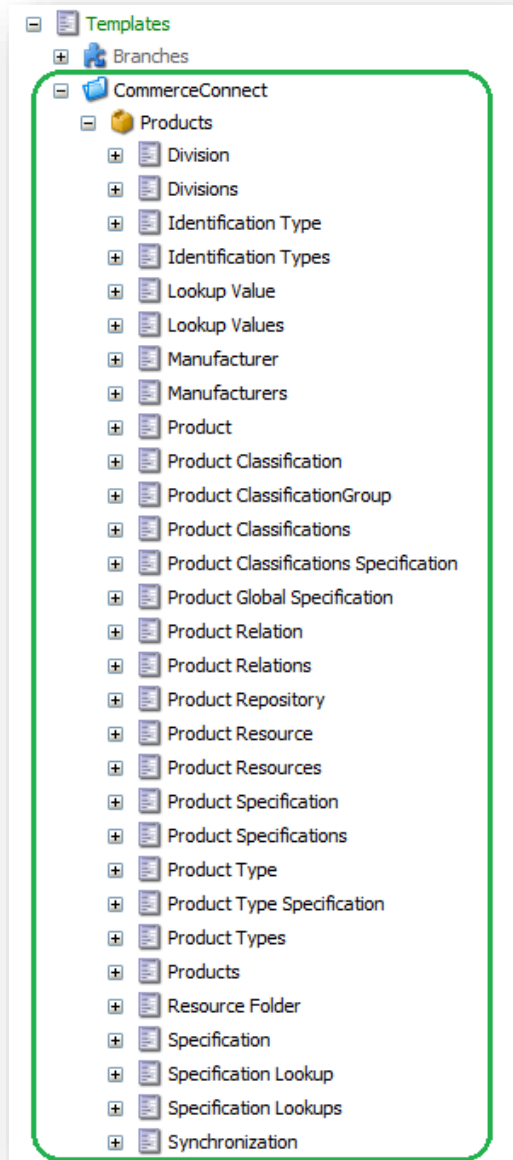 Templates
Branches
CommerceConnect
Products
Division
Divisions
Identification Type
Identification Types
Lookup Value
Lookup Values
Manufacturer
Manufacturers
Product
Product Classification
Product ClassificationGroup
Product Classifications
Product Classifications Specification
Product Global Specification
Product Relation
Product Relations
Product Repository
Product Resource
Product Resources
Product Specification
Product Specifications
Product Type
Product Type Specification
Product Types
Products
Resource Folder
Specification
Specification Lookup
Specification Lookups
Synchronization